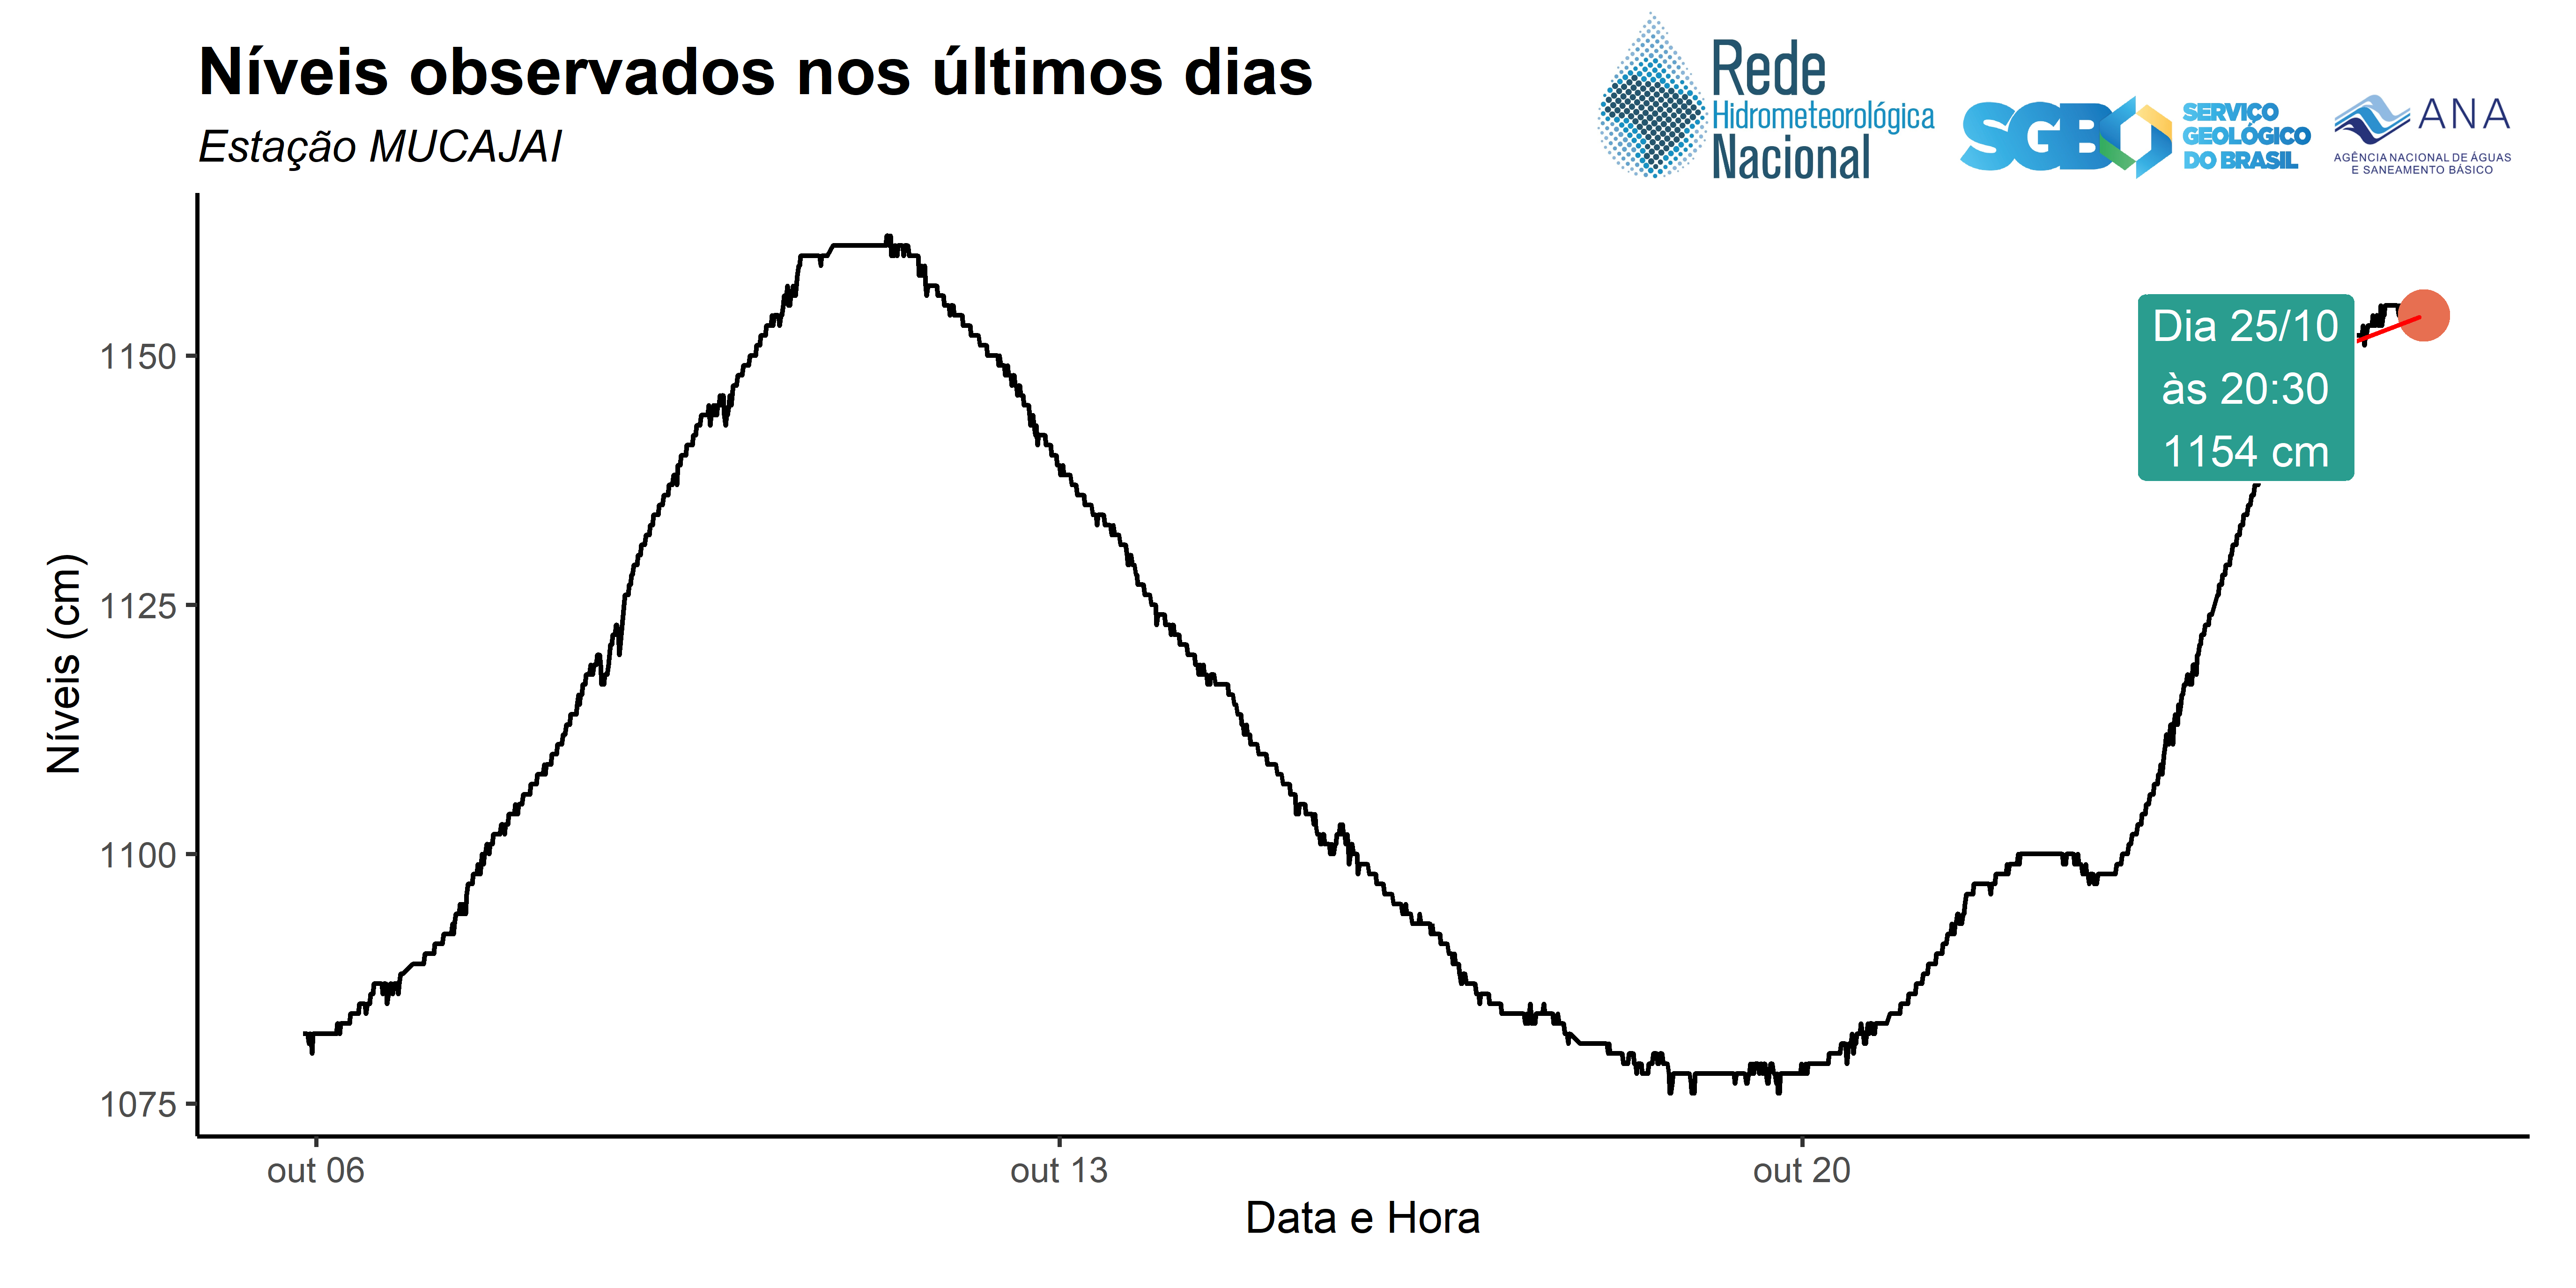 Níveis observados nos últimos dias
Estação MUCAJAI
Rede
Hidrometeorológica
Nacional
SGB
SERVIÇO
GEOLÓGICO
DO BRASIL
ANA
AGÊNCIA NACIONAL DE ÁGUAS
E SANEAMENTO BÁSICO
Níveis (cm)
1150
1125
1100
1075
Dia 25/10
às 20:30
1154 cm
out 06
out 13
out 20
Data e Hora